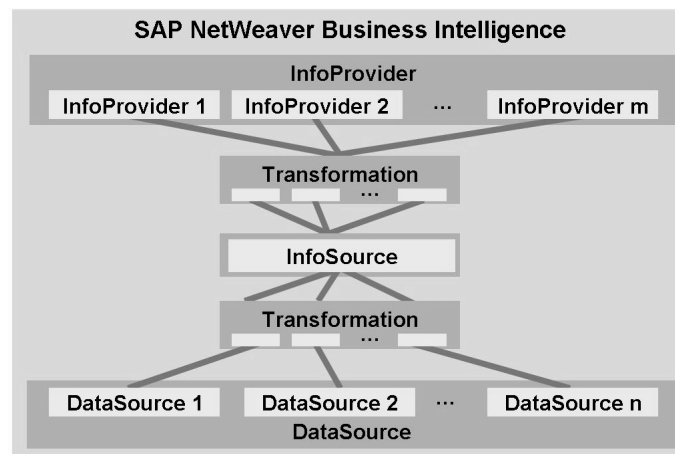 SAP NetWeaver Business Intelligence
InfoProvider
InfoProvider 1 InfoProvider 2 ... InfoProvider m
Transformation
...
InfoSource
Transformation
...
DataSource 1 DataSource 2 ... DataSource n
DataSource